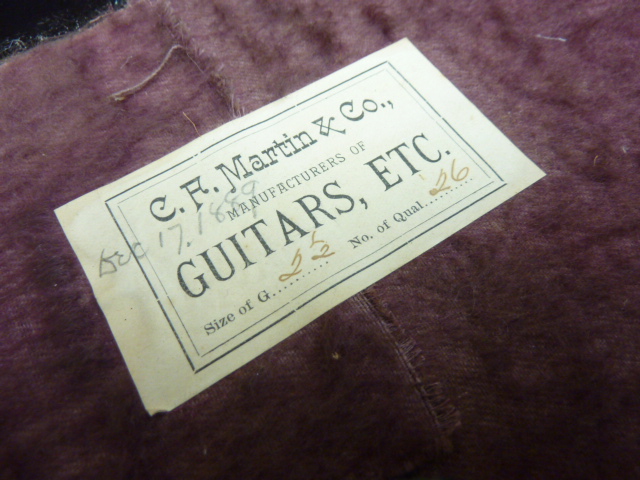 C. F. Martin & Co.,
MANUFACTURERS OF
Dec 17. 1889
GUITARS, ETC.
Size of G..... 2½ No. of Qual..... 26